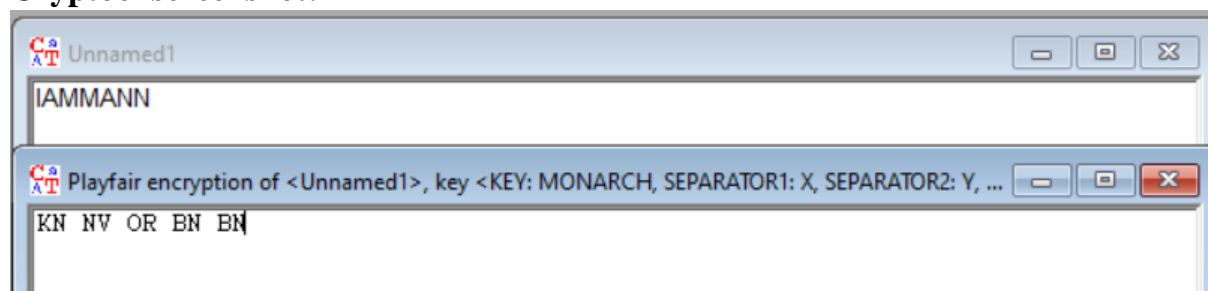 Unnamed1
IAMMANN
Playfair encryption of <Unnamed1>, key <KEY: MONARCH, SEPARATOR1: X, SEPARATOR2: Y, ...
KN NV OR BN BN